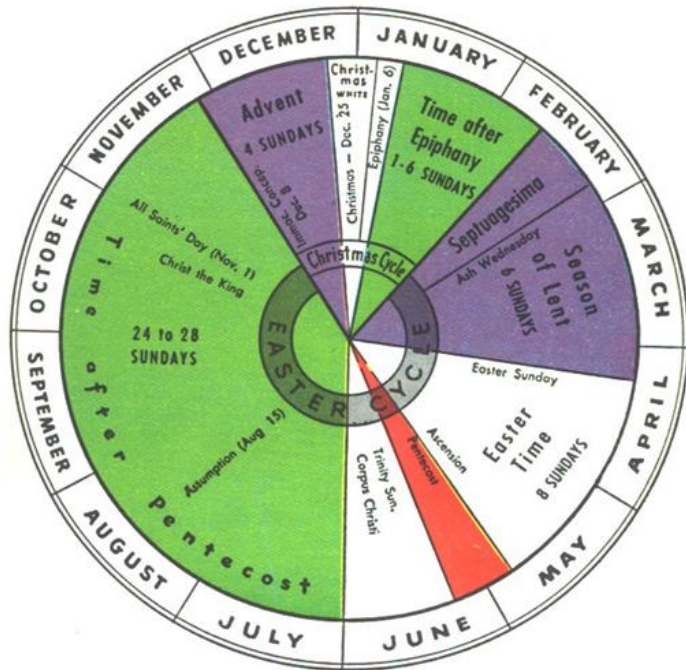 JANUARY
FEBRUARY
MARCH
APRIL
MAY
JUNE
JULY
AUGUST
SEPTEMBER
OCTOBER
NOVEMBER
DECEMBER
Advent
4 SUNDAYS
Immac. Concep.
Dec. 8
Christ-
mas
WHITE
Christmas — Dec. 25
Epiphany (Jan. 6)
Time after
Epiphany
1-6 SUNDAYS
Septuagesima
Ash Wednesday
Season
of Lent
6 SUNDAYS
Easter Sunday
Easter
Time
8 SUNDAYS
Ascension
Pentecost
Trinity Sun.
Corpus Christi
Time after Pentecost
24 to 28
SUNDAYS
All Saints' Day (Nov. 1)
Christ the King
Assumption (Aug 15)
Christmas Cycle
EASTER CYCLE